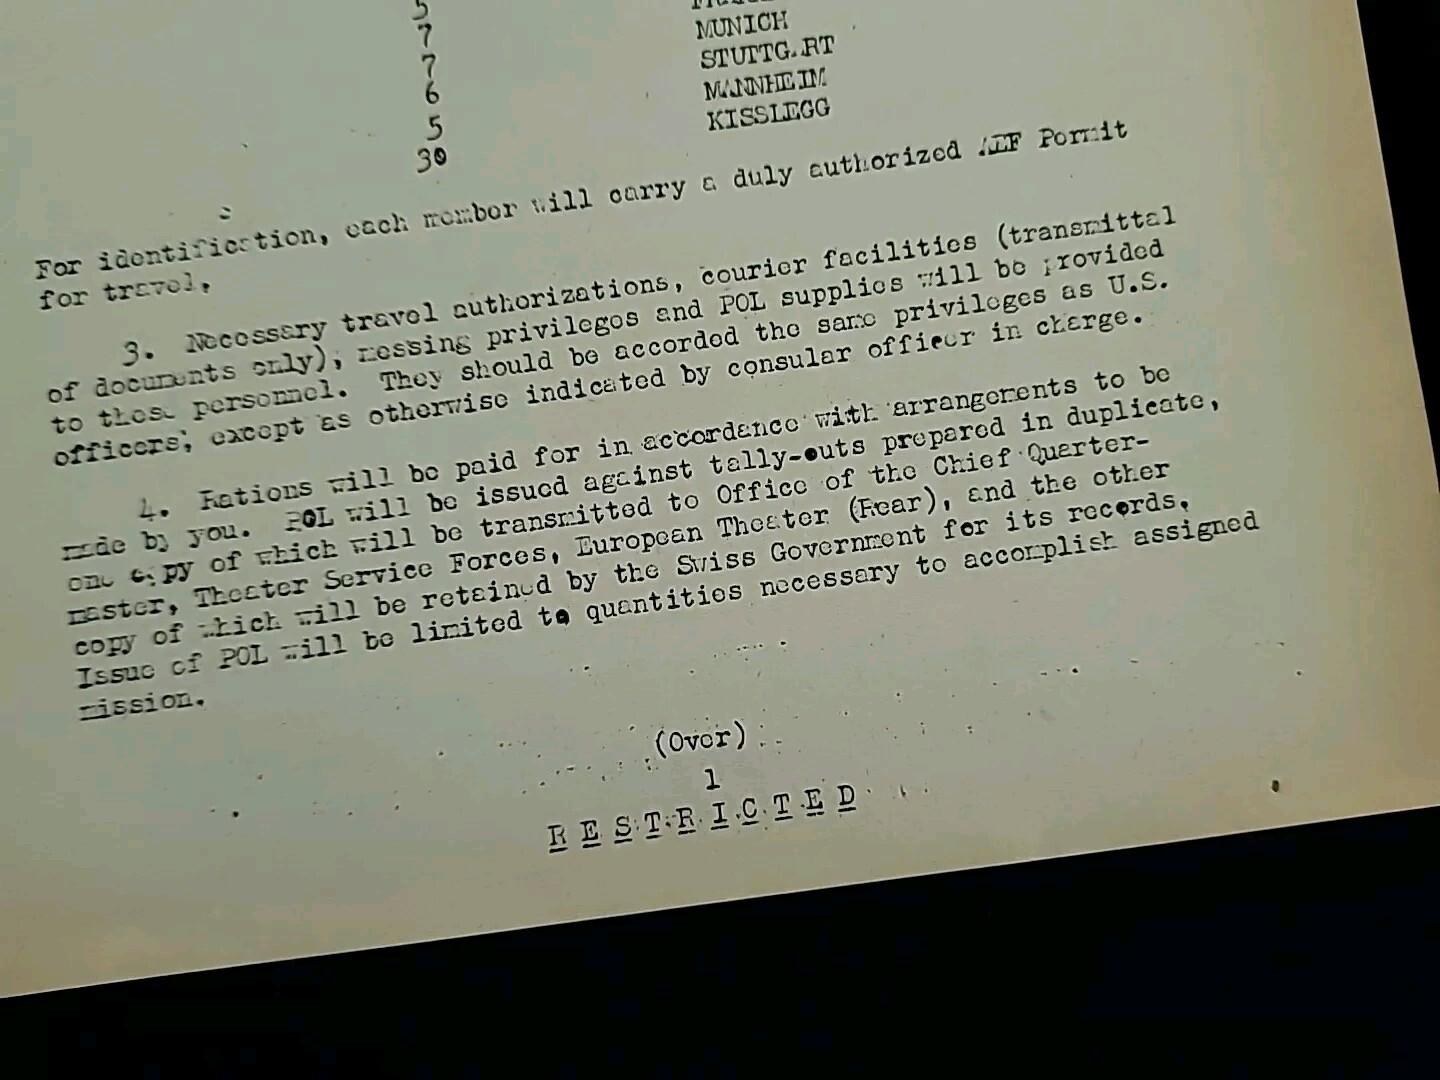 5
7 MUNICH
7 STUTTGART
6 MANNHEIM
5 KISSLEGG
30
For identification, each member will carry a duly authorized AEF Permit
for travel.
3. Necessary travel authorizations, courier facilities (transmittal
of documents only), messing privileges and POL supplies will be provided
to these personnel. They should be accorded the same privileges as U.S.
officers, except as otherwise indicated by consular officer in charge.
4. Rations will be paid for in accordance with arrangements to be
made by you. POL will be issued against tally-outs prepared in duplicate,
one copy of which will be transmitted to Office of the Chief Quarter-
master, Theater Service Forces, European Theater (Rear), and the other
copy of which will be retained by the Swiss Government for its records.
Issue of POL will be limited to quantities necessary to accomplish assigned
mission.
(Over)
1
R E S T R I C T E D